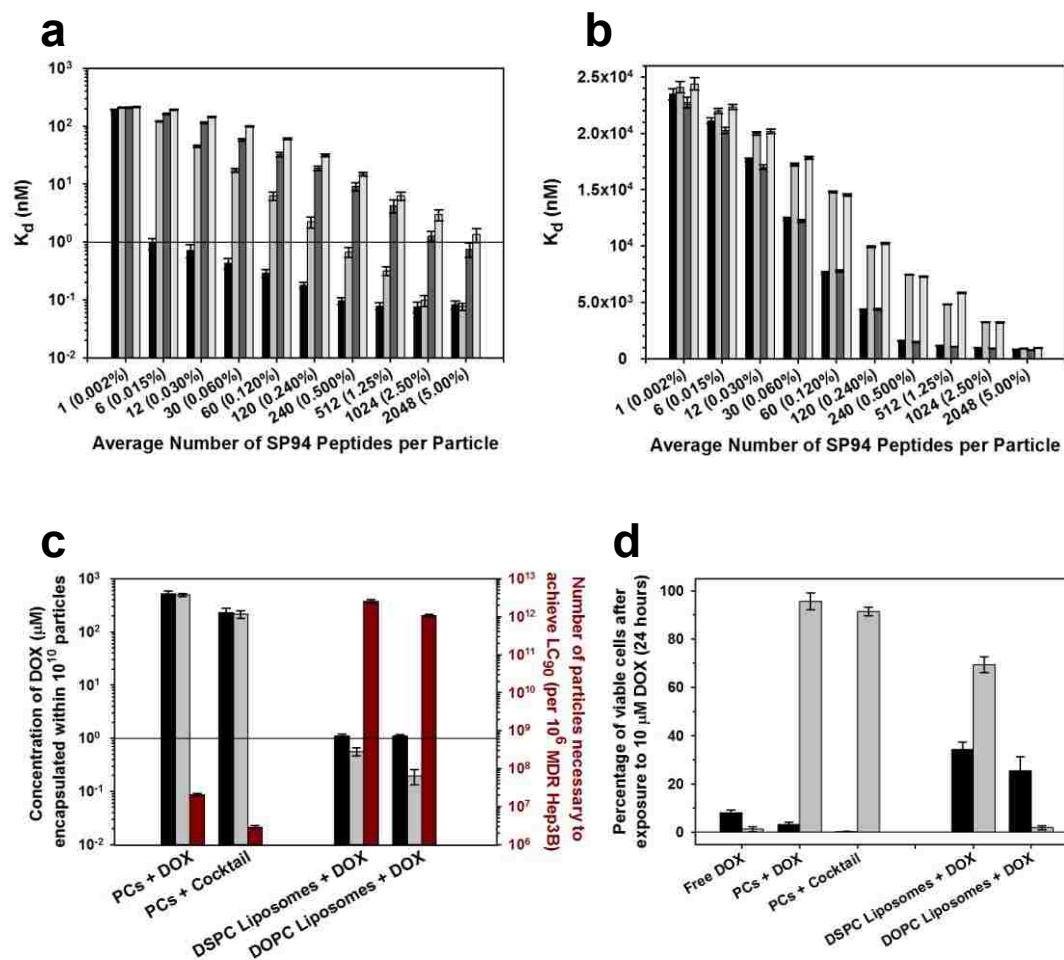 a
10³
10²
10¹
10⁰
10⁻¹
10⁻²
K_d (nM)
1 (0.002%)
6 (0.015%)
12 (0.030%)
30 (0.060%)
60 (0.120%)
120 (0.240%)
240 (0.500%)
512 (1.25%)
1024 (2.50%)
2048 (5.00%)
Average Number of SP94 Peptides per Particle
b
2.5x10⁴
2.0x10⁴
1.5x10⁴
10⁴
5.0x10³
0
K_d (nM)
1 (0.002%)
6 (0.015%)
12 (0.030%)
30 (0.060%)
60 (0.120%)
120 (0.240%)
240 (0.500%)
512 (1.25%)
1024 (2.50%)
2048 (5.00%)
Average Number of SP94 Peptides per Particle
c
Concentration of DOX (μM)
encapsulated within 10¹⁰ particles
10³
10²
10¹
10⁰
10⁻¹
10⁻²
PCs + DOX
PCs + Cocktail
DSPC Liposomes + DOX
DOPC Liposomes + DOX
10¹³
10¹²
10¹¹
10¹⁰
10⁹
10⁸
10⁷
10⁶
Number of particles necessary to
achieve LC₉₀ (per 10⁶ MDR Hep3B)
d
Percentage of viable cells after
exposure to 10 μM DOX (24 hours)
100
80
60
40
20
0
Free DOX
PCs + DOX
PCs + Cocktail
DSPC Liposomes + DOX
DOPC Liposomes + DOX